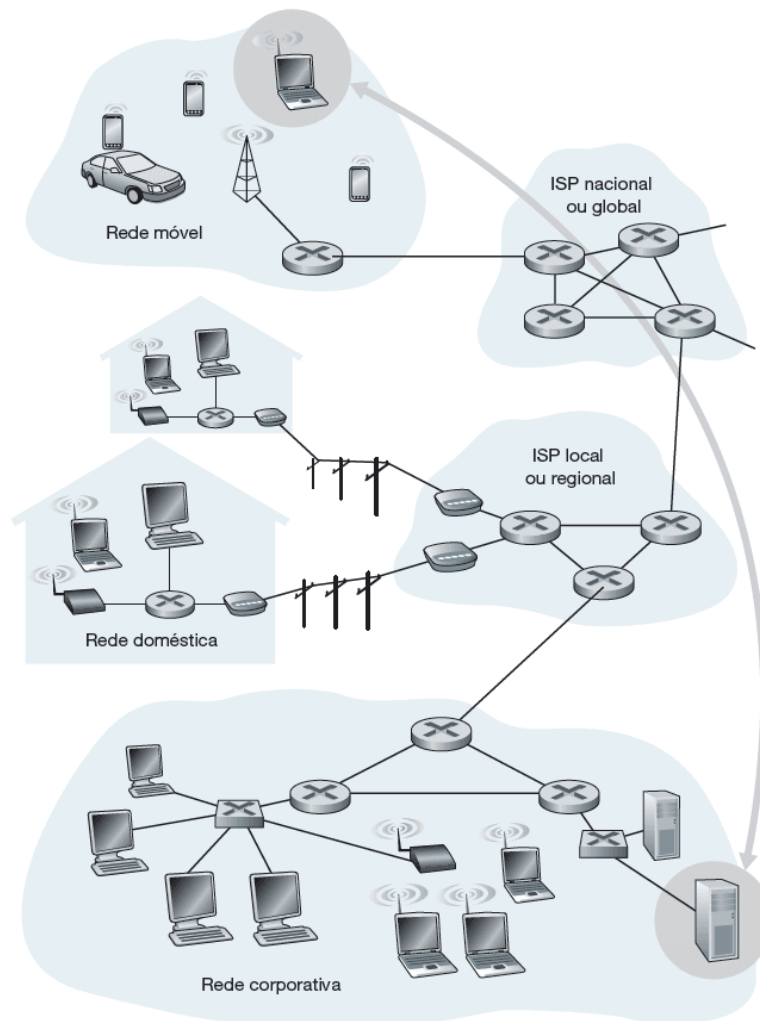 Rede móvel
ISP nacional
ou global
ISP local
ou regional
Rede doméstica
Rede corporativa